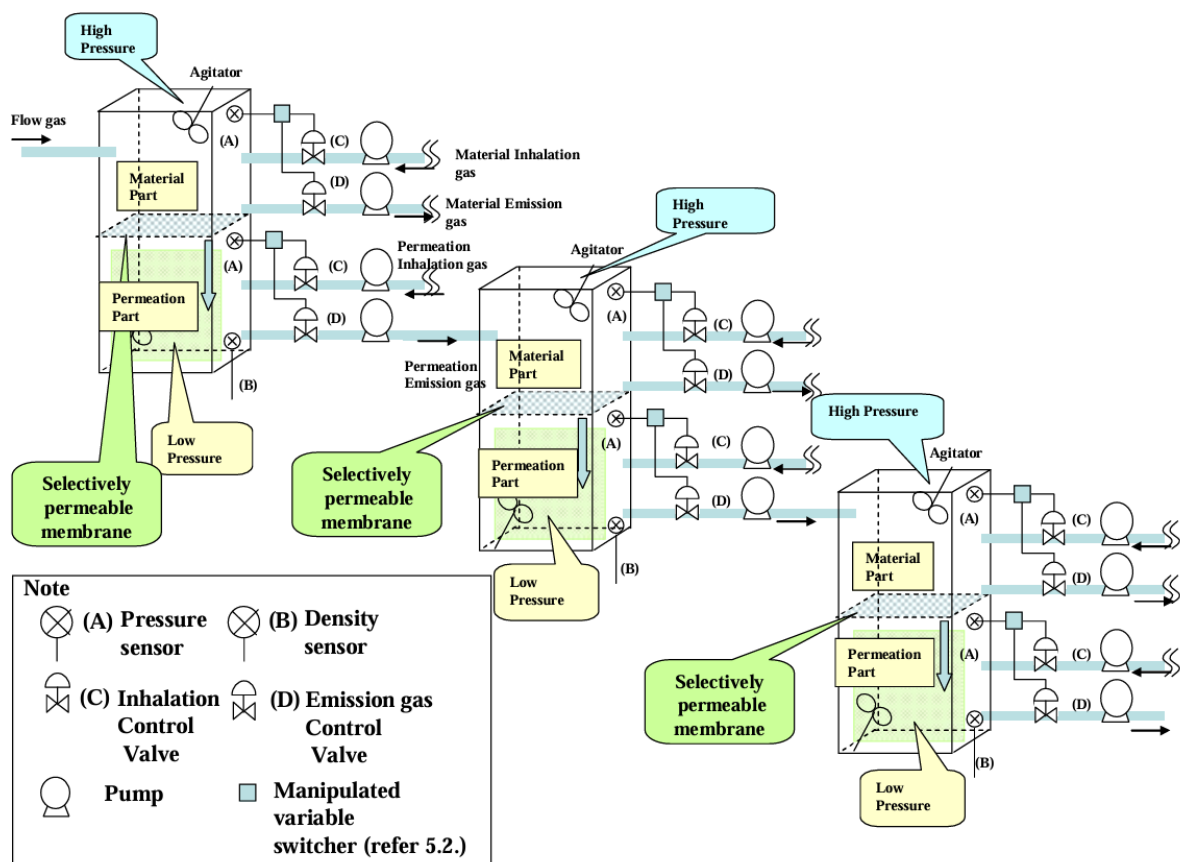 High
Pressure
Agitator
Flow gas
(A)
(C)
Material Inhalation
gas
Material
Part
(D)
Material Emission
gas
(A)
Permeation
Inhalation gas
(C)
Permeation
Part
(D)
(B)
Permeation
Emission gas
Low
Pressure
Selectively
permeable
membrane
High
Pressure
Agitator
(A)
(C)
Material
Part
(D)
(A)
(C)
Permeation
Part
(D)
(B)
Selectively
permeable
membrane
Low
Pressure
High Pressure
Agitator
(A)
(C)
Material
Part
(D)
(A)
(C)
Permeation
Part
(D)
(B)
Selectively
permeable
membrane
Low
Pressure
Note
(A) Pressure
sensor
(B) Density
sensor
(C) Inhalation
Control
Valve
(D) Emission gas
Control
Valve
Pump
Manipulated
variable
switcher (refer 5.2.)